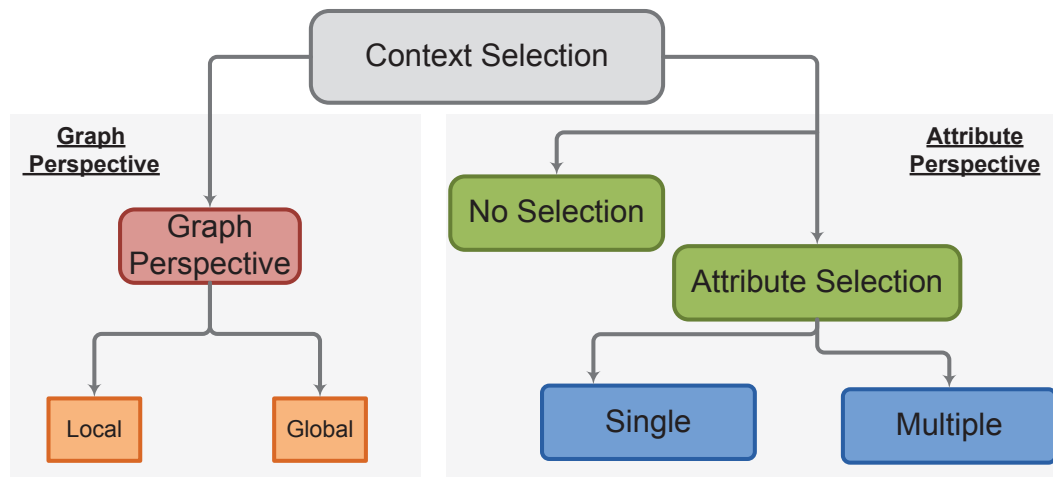 Context Selection
Graph
Perspective
Attribute
Perspective
No Selection
Graph
Perspective
Attribute Selection
Local
Global
Single
Multiple